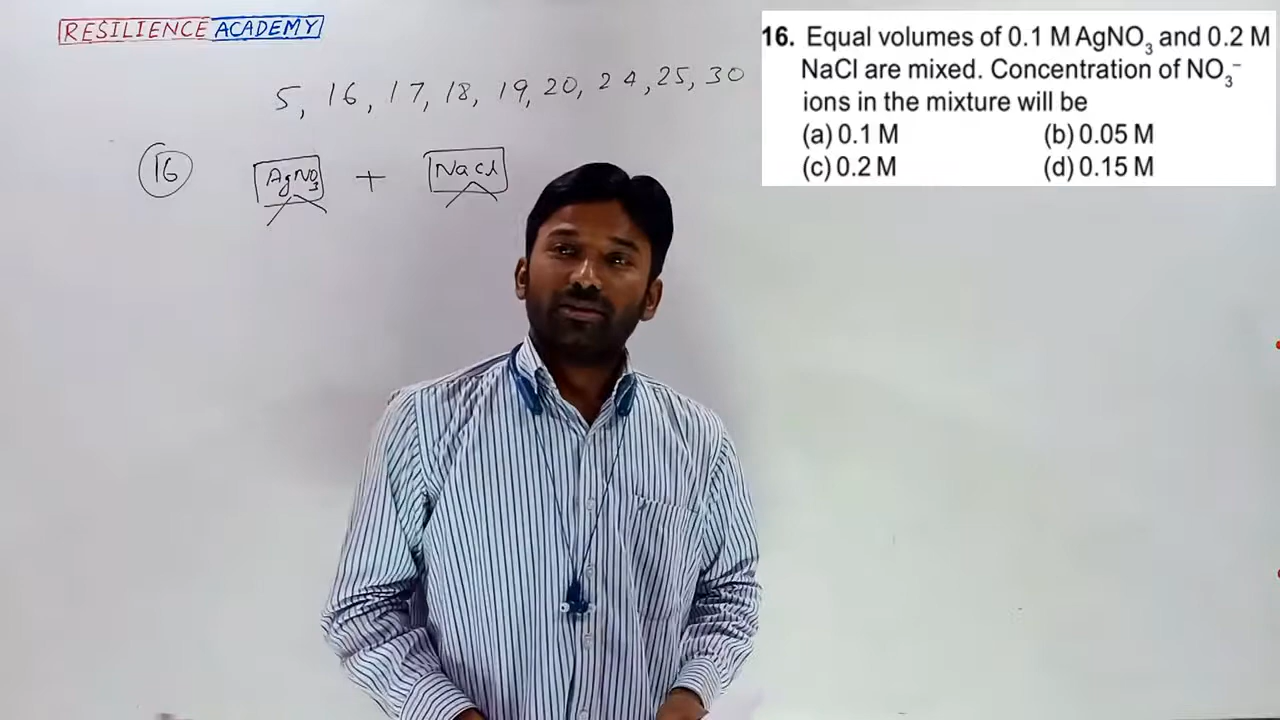 RESILIENCE ACADEMY
5, 16, 17, 18, 19, 20, 24, 25, 30
16 AgNO3 + NaCl
16. Equal volumes of 0.1 M AgNO₃ and 0.2 M
NaCl are mixed. Concentration of NO₃⁻
ions in the mixture will be
(a) 0.1 M (b) 0.05 M
(c) 0.2 M (d) 0.15 M